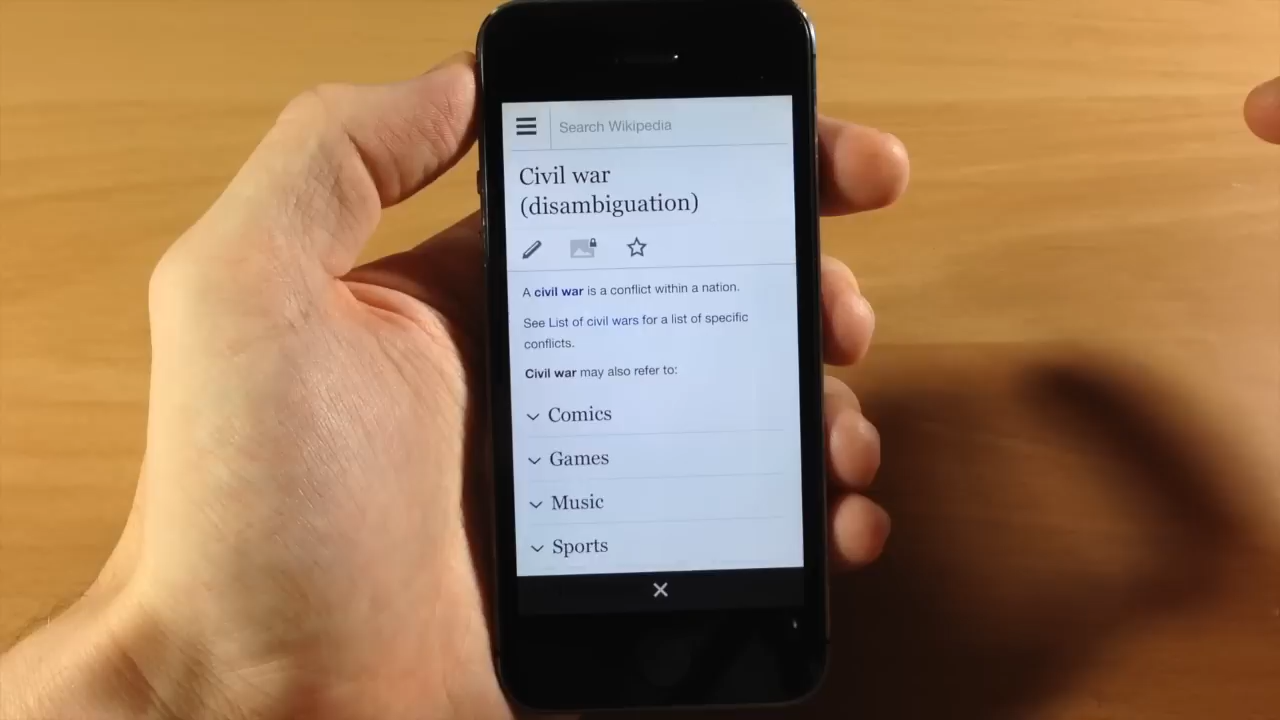 Search Wikipedia
Civil war
(disambiguation)
A civil war is a conflict within a nation.
See List of civil wars for a list of specific
conflicts.
Civil war may also refer to:
Comics
Games
Music
Sports